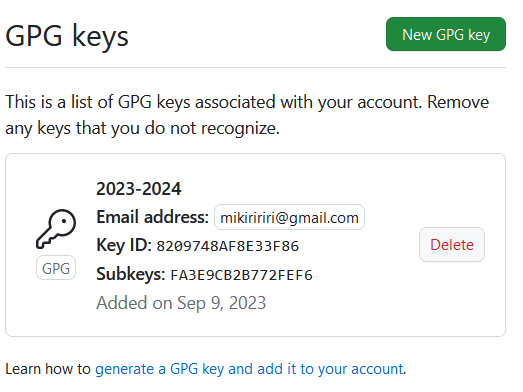 GPG keys
New GPG key
This is a list of GPG keys associated with your account. Remove
any keys that you do not recognize.
2023-2024
Email address: mikiririri@gmail.com
Key ID: 8209748AF8E33F86
GPG
Subkeys: FA3E9CB2B772FEF6
Delete
Added on Sep 9, 2023
Learn how to generate a GPG key and add it to your account.